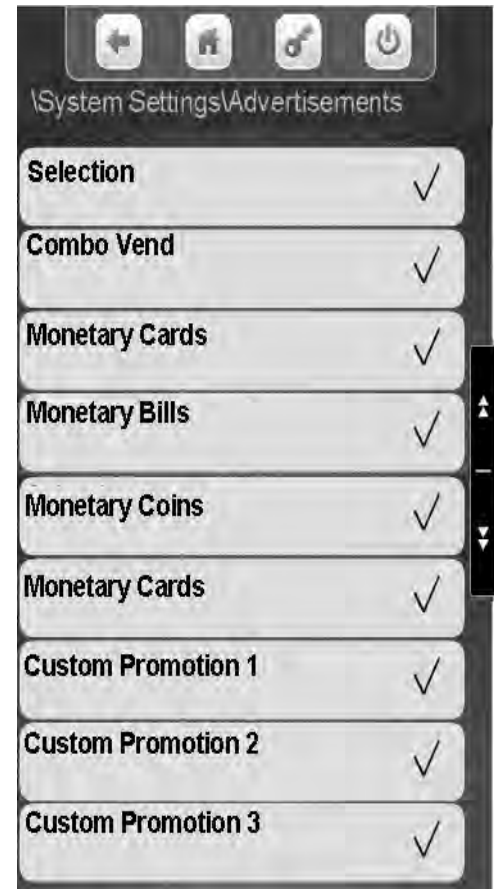 \System Settings\Advertisements
Selection
Combo Vend
Monetary Cards
Monetary Bills
Monetary Coins
Monetary Cards
Custom Promotion 1
Custom Promotion 2
Custom Promotion 3